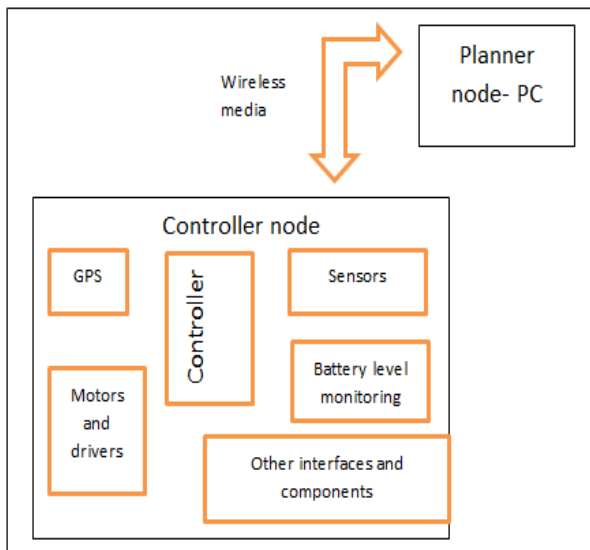 Planner
node- PC
Wireless
media
Controller node
GPS
Controller
Sensors
Battery level
monitoring
Motors
and
drivers
Other interfaces and
components